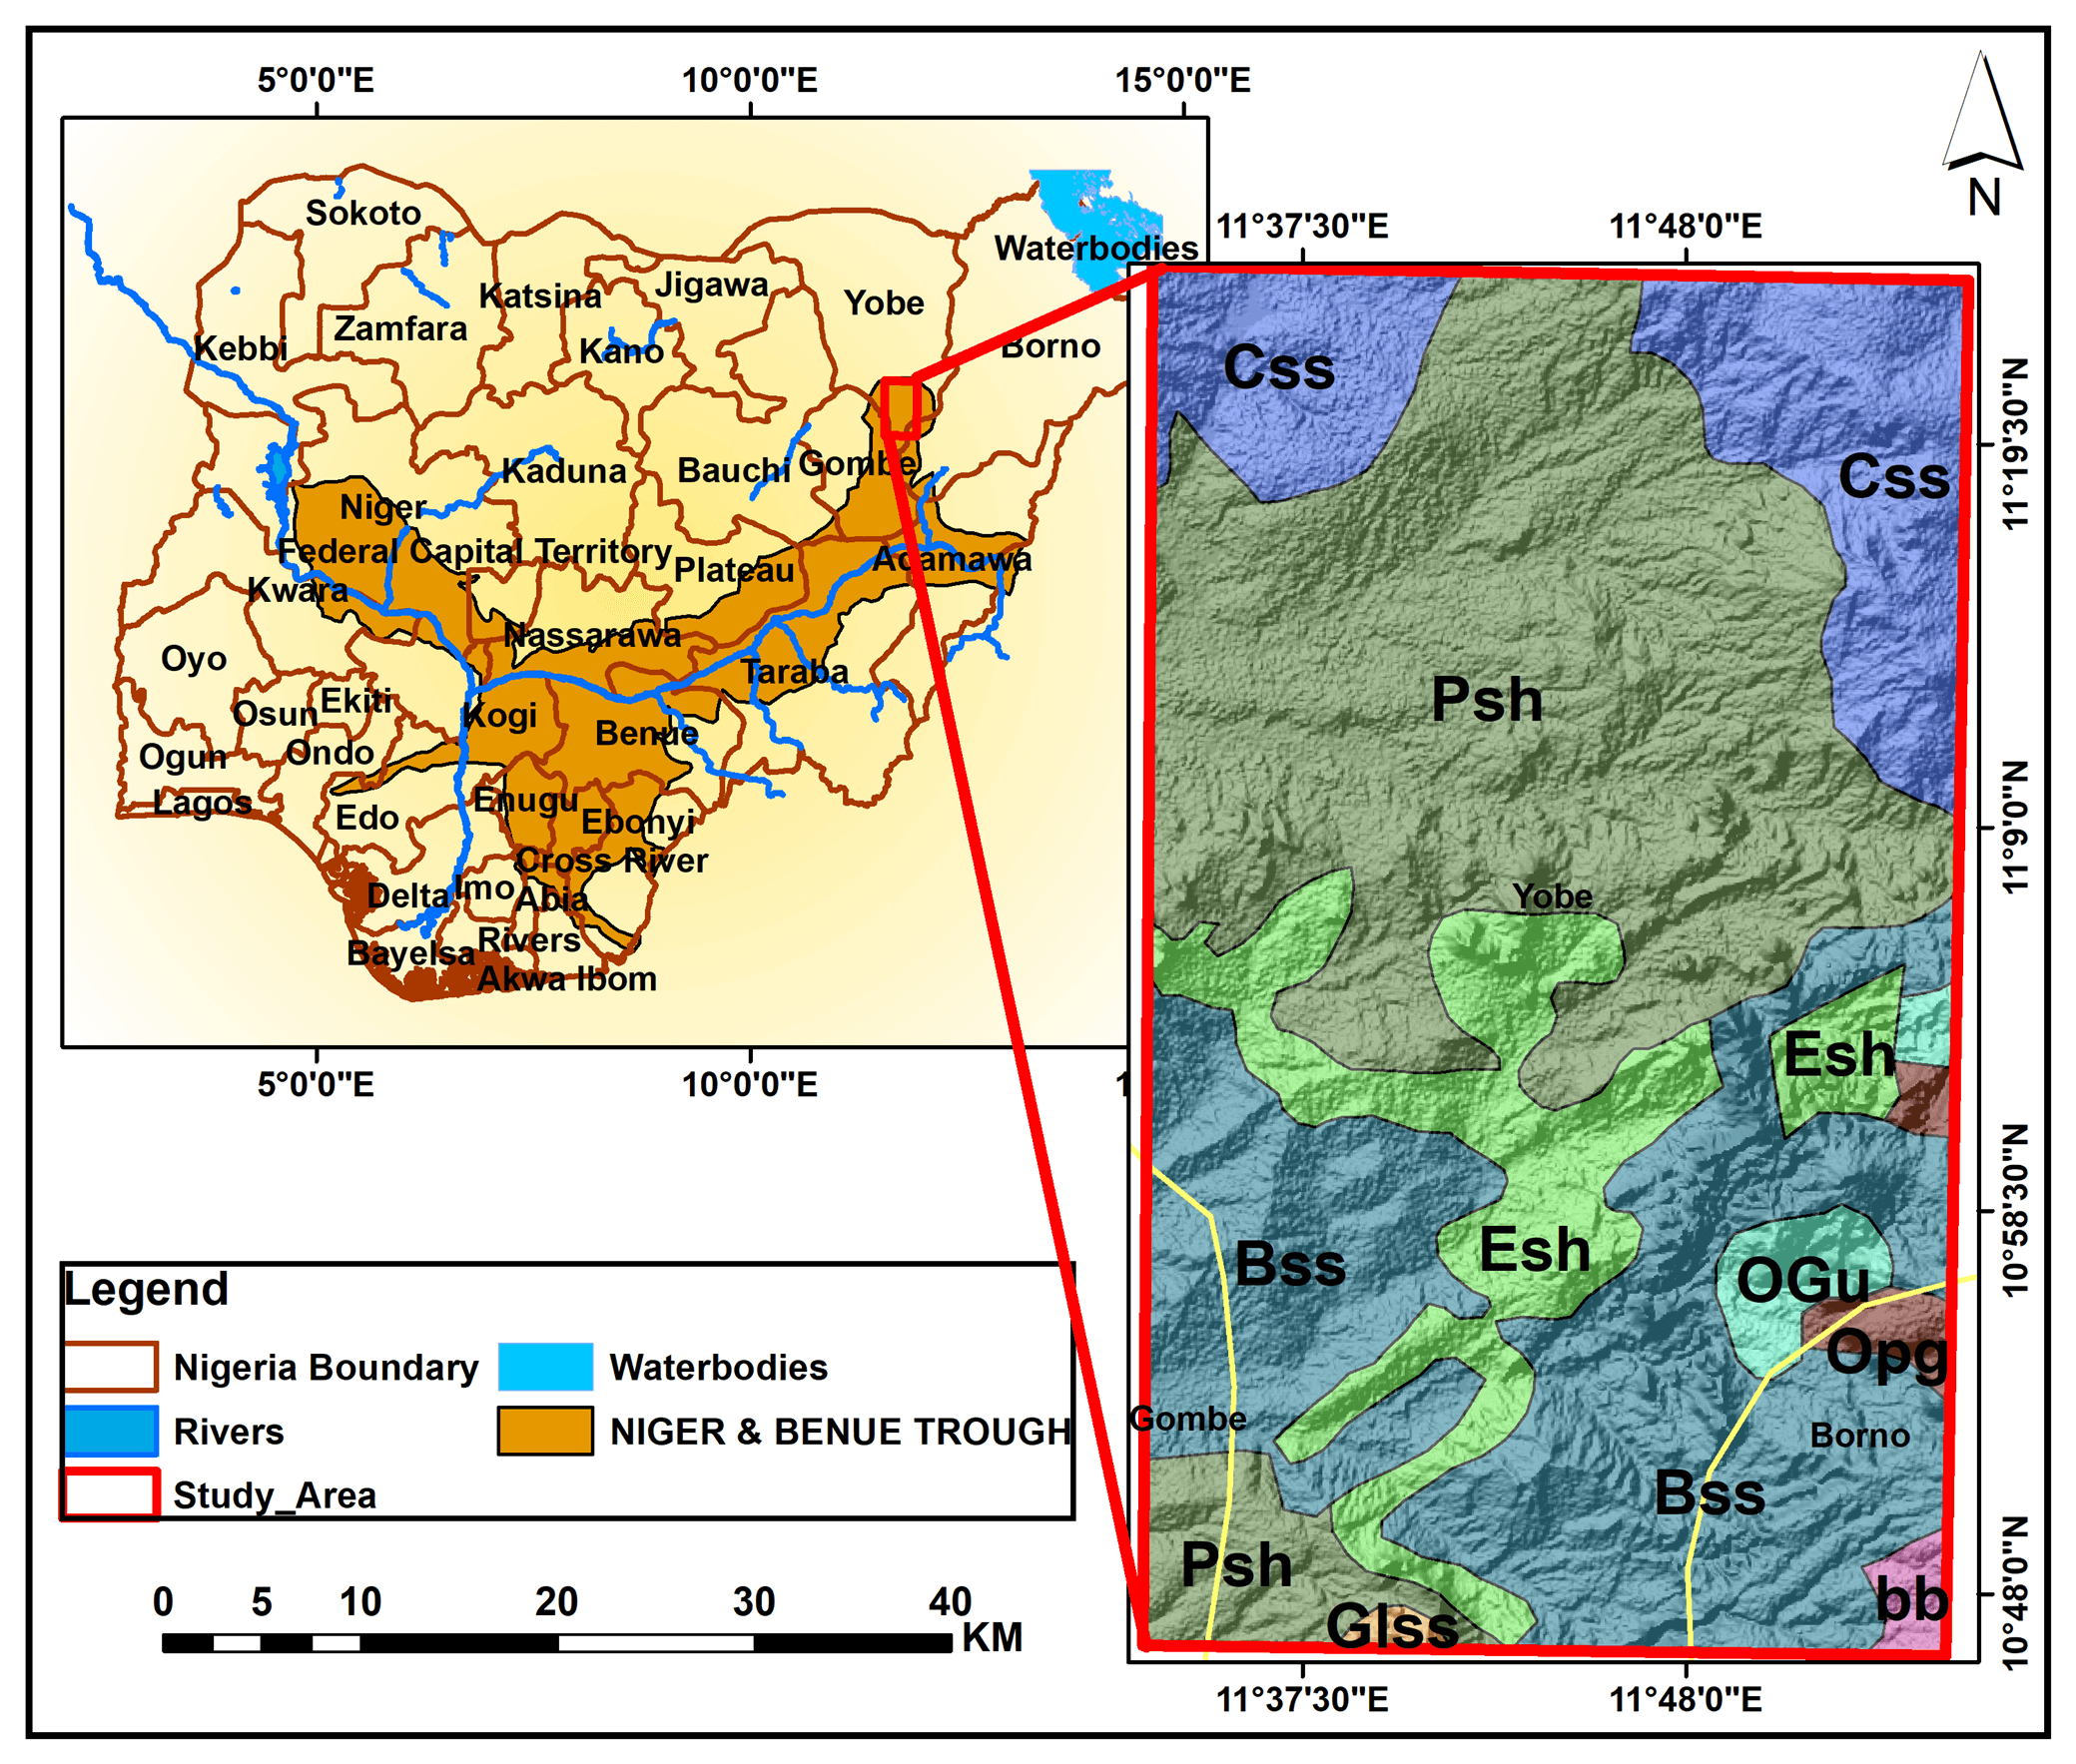 5°0'0"E 10°0'0"E 15°0'0"E
N
Sokoto
Katsina
Jigawa
Yobe
Waterbodies
Kebbi
Zamfara
Kano
Borno
Niger
Kaduna
Bauchi
Gombe
Federal Capital Territory
Plateau
Adamawa
Kwara
Nassarawa
Oyo
Taraba
Osun
Ekiti
Kogi
Benue
Ogun
Ondo
Lagos
Edo
Enugu
Ebonyi
Cross River
Delta
Imo
Abia
Bayelsa
Rivers
Akwa Ibom
5°0'0"E 10°0'0"E 1
11°37'30"E 11°48'0"E
Css
Css
11°19'30"N
Psh
11°9'0"N
Yobe
Esh
10°58'30"N
Bss
Esh
OGu
Opg
Gombe
Borno
Bss
Psh
Glss
bb
10°48'0"N
11°37'30"E 11°48'0"E
Legend
Nigeria Boundary
Waterbodies
Rivers
NIGER & BENUE TROUGH
Study_Area
0 5 10 20 30 40
KM